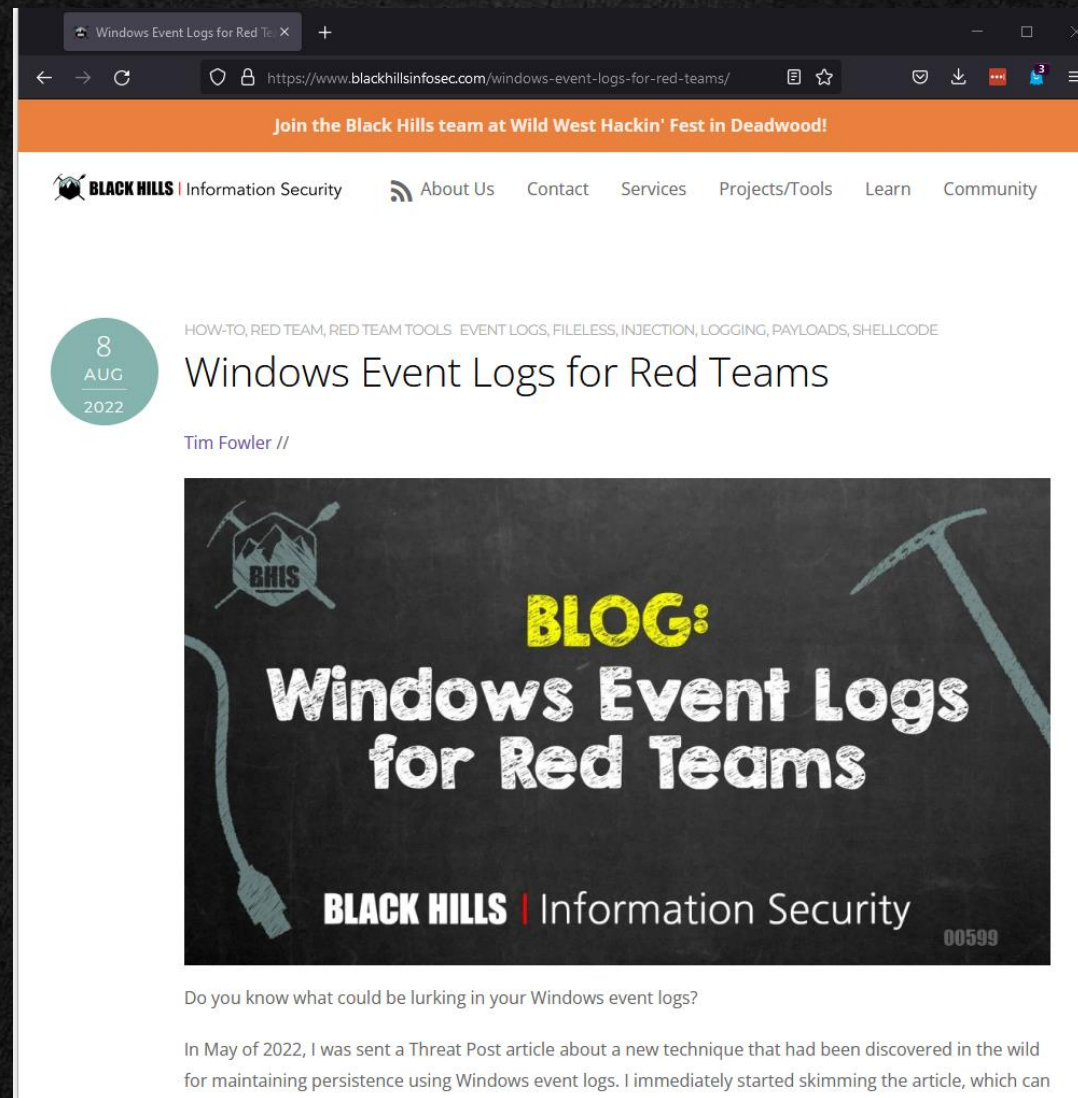 Windows Event Logs for Red Te
https://www.blackhillsinfosec.com/windows-event-logs-for-red-teams/
3
Join the Black Hills team at Wild West Hackin' Fest in Deadwood!
BLACK HILLS | Information Security About Us Contact Services Projects/Tools Learn Community
8
AUG
2022
HOW-TO, RED TEAM, RED TEAM TOOLS EVENT LOGS, FILELESS, INJECTION, LOGGING, PAYLOADS, SHELLCODE
Windows Event Logs for Red Teams
Tim Fowler //
BHIS
BLOG:
Windows Event Logs
for Red Teams
BLACK HILLS | Information Security
00599
Do you know what could be lurking in your Windows event logs?
In May of 2022, I was sent a Threat Post article about a new technique that had been discovered in the wild
for maintaining persistence using Windows event logs. I immediately started skimming the article, which can